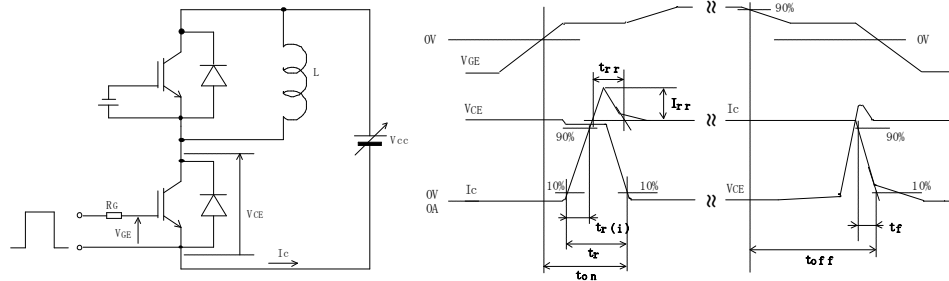 L
Vcc
RG
VGE
VCE
Ic
0V
VGE
90%
0V
trr
Irr
VCE
Ic
90%
90%
Ic
10%
10%
VCE
10%
0V
0A
tr(i)
tf
tr
toff
ton